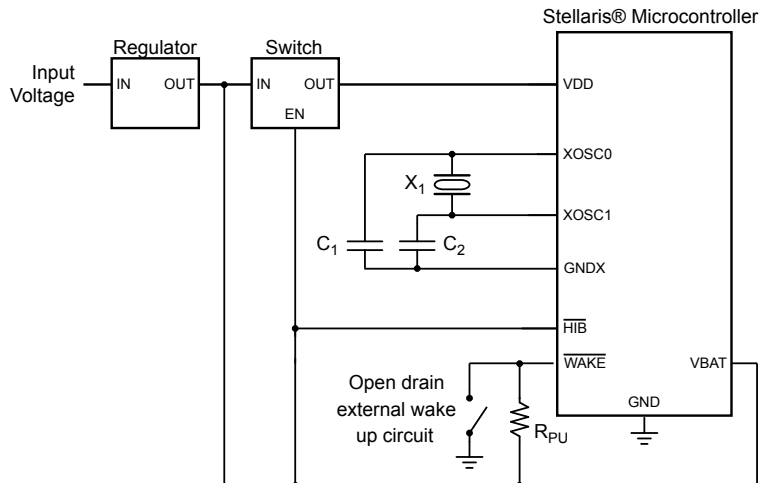 Stellaris® Microcontroller
Regulator
Switch
Input
Voltage
IN
OUT
IN
OUT
EN
VDD
XOSC0
X1
XOSC1
C1
C2
GNDX
HIB
WAKE
VBAT
Open drain
external wake
up circuit
RPU
GND